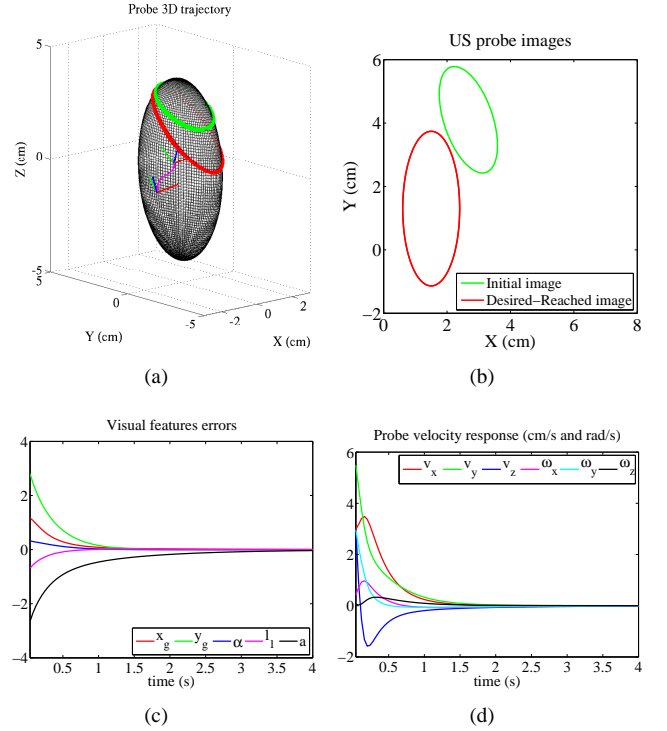 Probe 3D trajectory
5
0
-5
Z (cm)
5
0
-5
Y (cm)
-2
0
2
X (cm)
(a)
US probe images
6
4
2
0
-2
Y (cm)
0
2
4
6
8
X (cm)
Initial image
Desired-Reached image
(b)
Visual features errors
4
2
0
-2
-4
0.5
1
1.5
2
2.5
3
3.5
4
time (s)
x_g
y_g
α
l_l
a
(c)
Probe velocity response (cm/s and rad/s)
6
4
2
0
-2
0.5
1
1.5
2
2.5
3
3.5
4
time (s)
v_x
v_y
v_z
ω_x
ω_y
ω_z
(d)